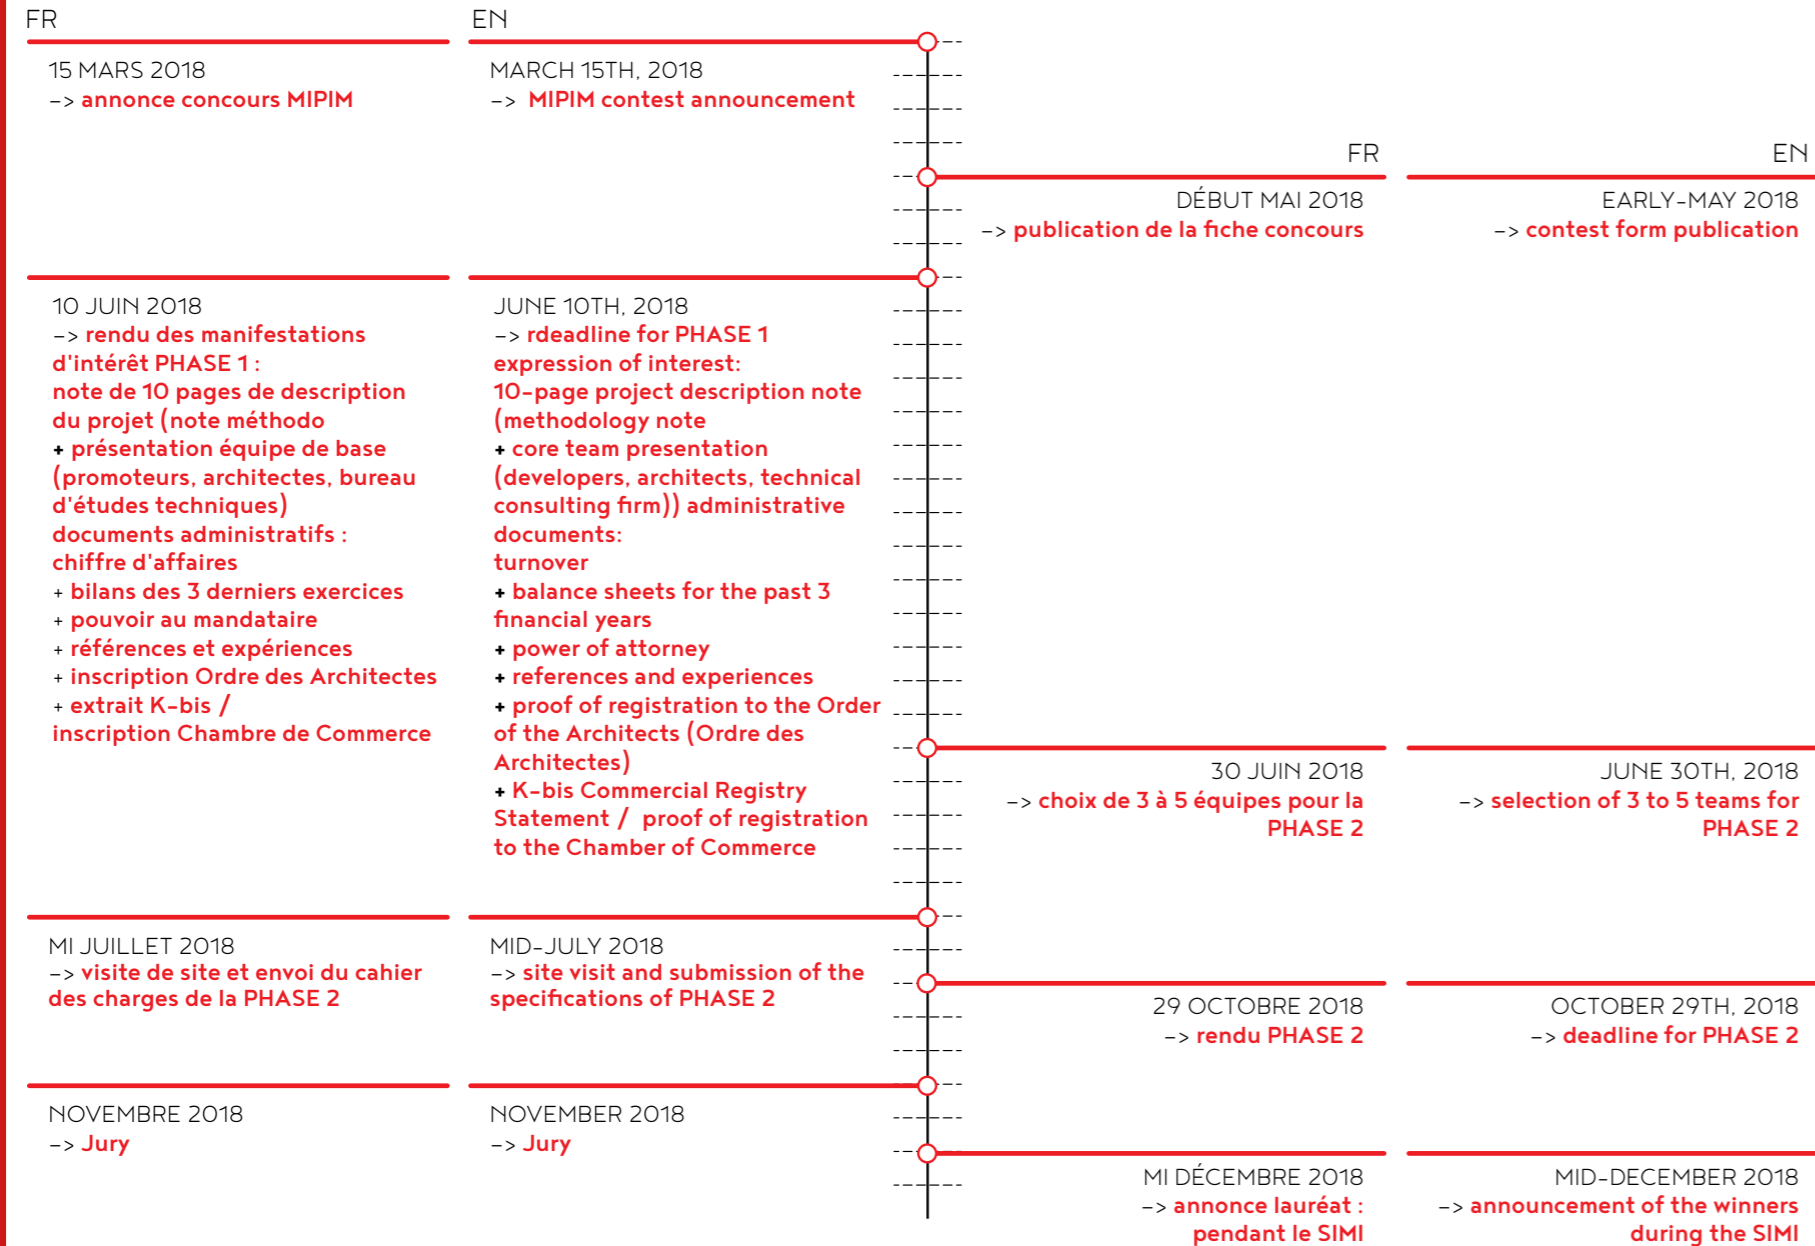 FR
15 MARS 2018
–> annonce concours MIPIM
EN
MARCH 15TH, 2018
–> MIPIM contest announcement
FR
DÉBUT MAI 2018
–> publication de la fiche concours
EN
EARLY-MAY 2018
–> contest form publication
10 JUIN 2018
–> rendu des manifestations
d'intérêt PHASE 1 :
note de 10 pages de description
du projet (note méthodo
+ présentation équipe de base
(promoteurs, architectes, bureau
d'études techniques)
documents administratifs :
chiffre d'affaires
+ bilans des 3 derniers exercices
+ pouvoir au mandataire
+ références et expériences
+ inscription Ordre des Architectes
+ extrait K-bis /
inscription Chambre de Commerce
JUNE 10TH, 2018
–> rdeadline for PHASE 1
expression of interest:
10-page project description note
(methodology note
+ core team presentation
(developers, architects, technical
consulting firm)) administrative
documents:
turnover
+ balance sheets for the past 3
financial years
+ power of attorney
+ references and experiences
+ proof of registration to the Order
of the Architects (Ordre des
Architectes)
+ K-bis Commercial Registry
Statement / proof of registration
to the Chamber of Commerce
30 JUIN 2018
–> choix de 3 à 5 équipes pour la
PHASE 2
JUNE 30TH, 2018
–> selection of 3 to 5 teams for
PHASE 2
MI JUILLET 2018
–> visite de site et envoi du cahier
des charges de la PHASE 2
MID-JULY 2018
–> site visit and submission of the
specifications of PHASE 2
29 OCTOBRE 2018
–> rendu PHASE 2
OCTOBER 29TH, 2018
–> deadline for PHASE 2
NOVEMBRE 2018
–> Jury
NOVEMBER 2018
–> Jury
MI DÉCEMBRE 2018
–> annonce lauréat :
pendant le SIMI
MID-DECEMBER 2018
–> announcement of the winners
during the SIMI